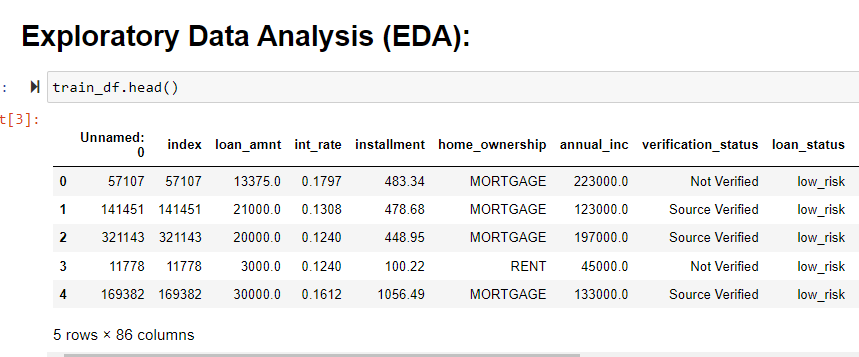 Exploratory Data Analysis (EDA):
: train_df.head()
t[3]:
Unnamed: 0 index loan_amnt int_rate installment home_ownership annual_inc verification_status loan_status
0 57107 57107 13375.0 0.1797 483.34 MORTGAGE 223000.0 Not Verified low_risk
1 141451 141451 21000.0 0.1308 478.68 MORTGAGE 123000.0 Source Verified low_risk
2 321143 321143 20000.0 0.1240 448.95 MORTGAGE 197000.0 Source Verified low_risk
3 11778 11778 3000.0 0.1240 100.22 RENT 45000.0 Not Verified low_risk
4 169382 169382 30000.0 0.1612 1056.49 MORTGAGE 133000.0 Source Verified low_risk
5 rows × 86 columns